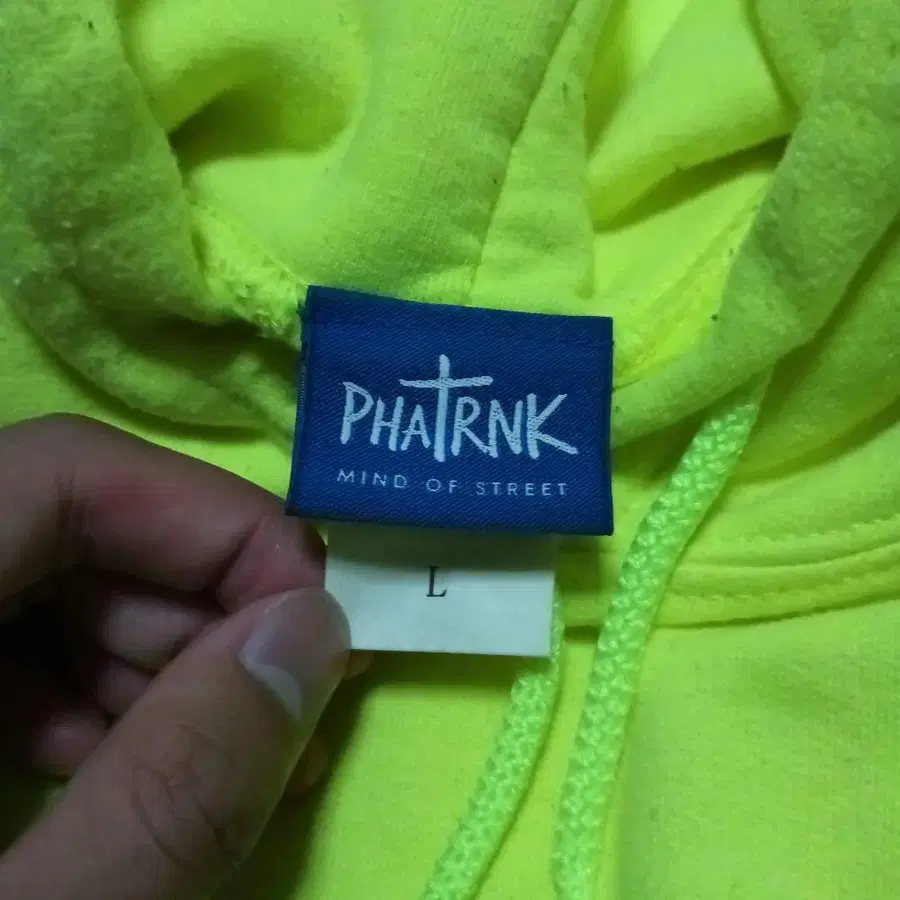 PHATRNK
MIND OF STREET
L